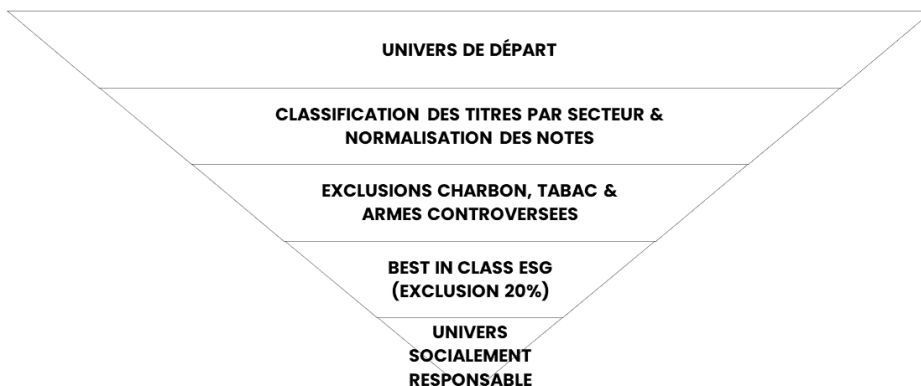 UNIVERS DE DÉPART
CLASSIFICATION DES TITRES PAR SECTEUR &
NORMALISATION DES NOTES
EXCLUSIONS CHARBON, TABAC &
ARMES CONTROVERSEES
BEST IN CLASS ESG
(EXCLUSION 20%)
UNIVERS
SOCIALEMENT
RESPONSABLE